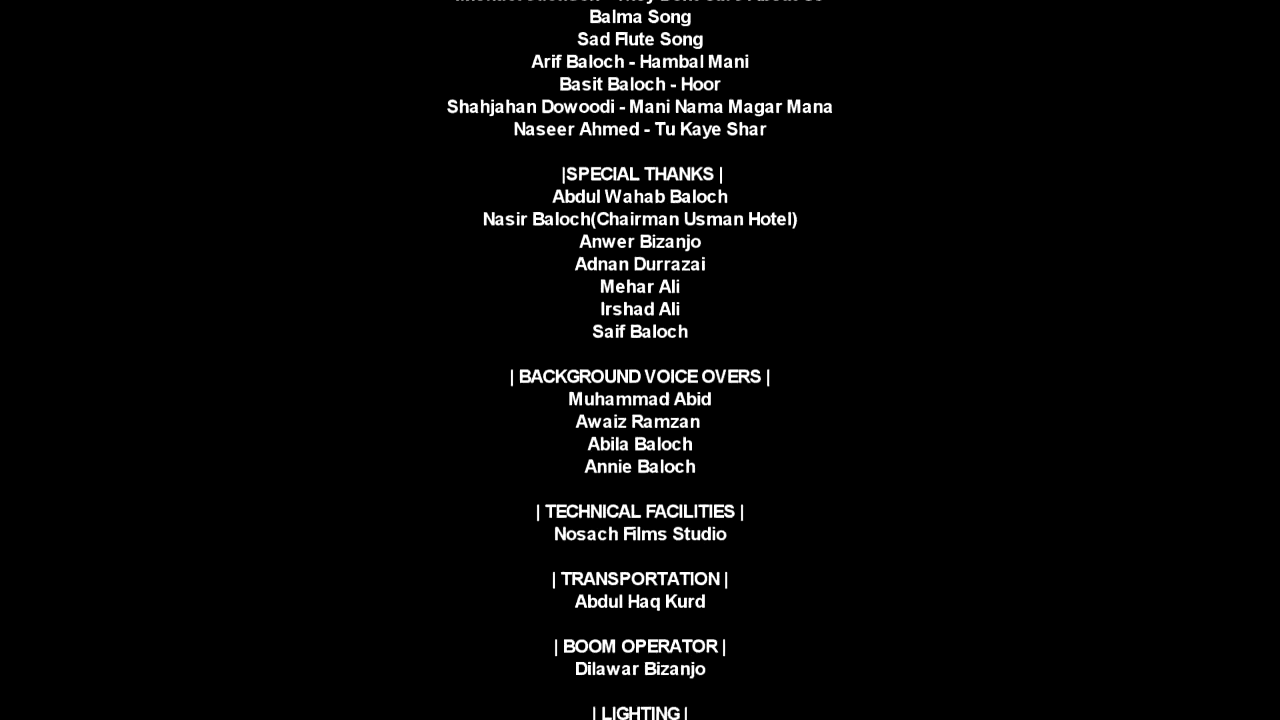 Balma Song
Sad Flute Song
Arif Baloch - Hambal Mani
Basit Baloch - Hoor
Shahjahan Dowoodi - Mani Nama Magar Mana
Naseer Ahmed - Tu Kaye Shar
|SPECIAL THANKS |
Abdul Wahab Baloch
Nasir Baloch(Chairman Usman Hotel)
Anwer Bizanjo
Adnan Durrazai
Mehar Ali
Irshad Ali
Saif Baloch
| BACKGROUND VOICE OVERS |
Muhammad Abid
Awaiz Ramzan
Abila Baloch
Annie Baloch
| TECHNICAL FACILITIES |
Nosach Films Studio
| TRANSPORTATION |
Abdul Haq Kurd
| BOOM OPERATOR |
Dilawar Bizanjo
| LIGHTING |